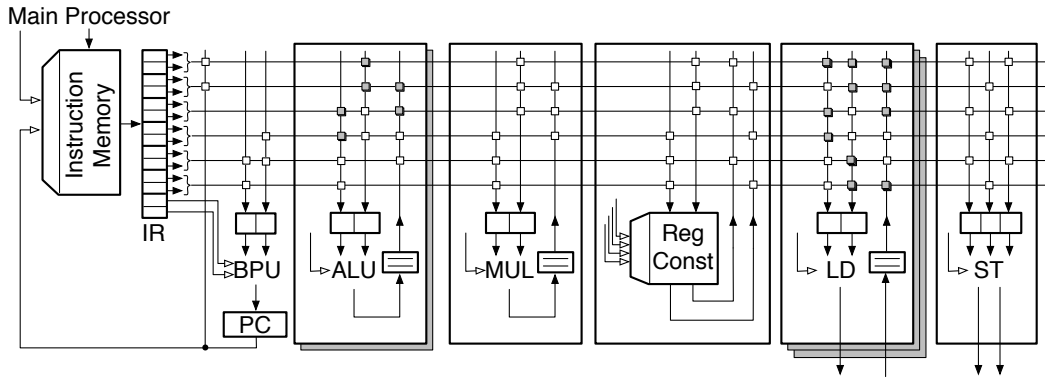 Main Processor
Instruction
Memory
IR
BPU
PC
ALU
MUL
Reg
Const
LD
ST